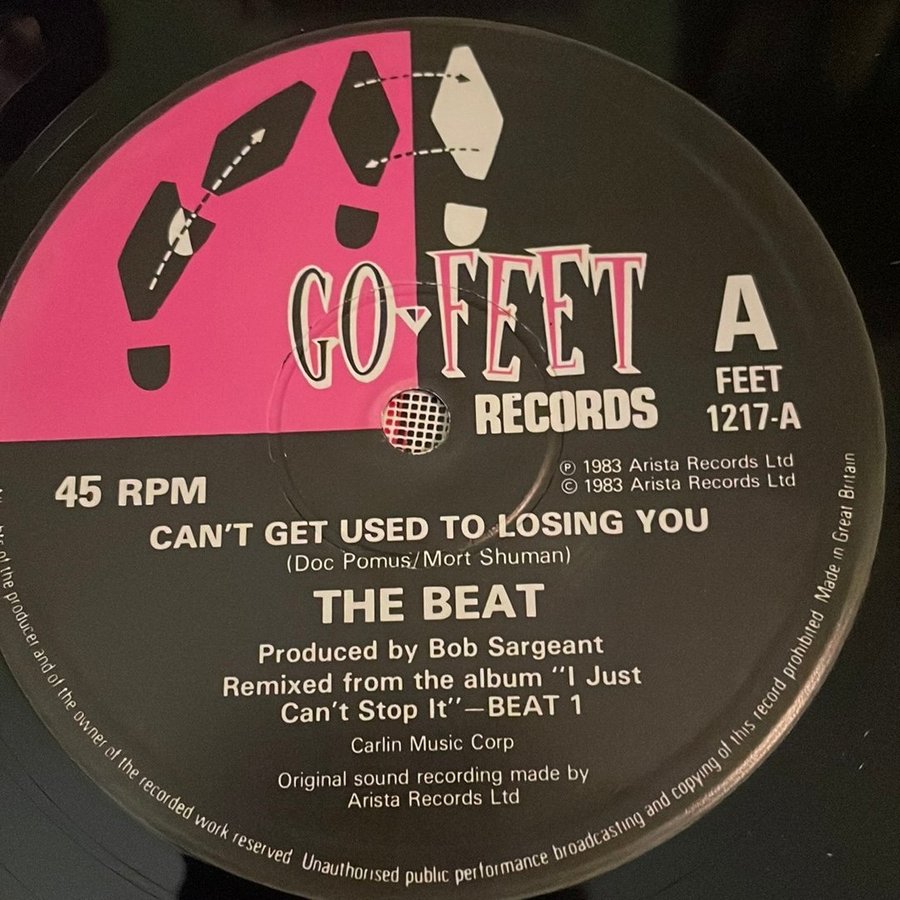 GO FEET
RECORDS
A
FEET
1217-A
℗ 1983 Arista Records Ltd
© 1983 Arista Records Ltd
45 RPM
CAN'T GET USED TO LOSING YOU
(Doc Pomus/Mort Shuman)
THE BEAT
Produced by Bob Sargeant
Remixed from the album "I Just
Can't Stop It"—BEAT 1
Carlin Music Corp
Original sound recording made by
Arista Records Ltd
of the producer and of the owner of the recorded work reserved Unauthorised public performance broadcasting and copying of this record prohibited Made in Great Britain